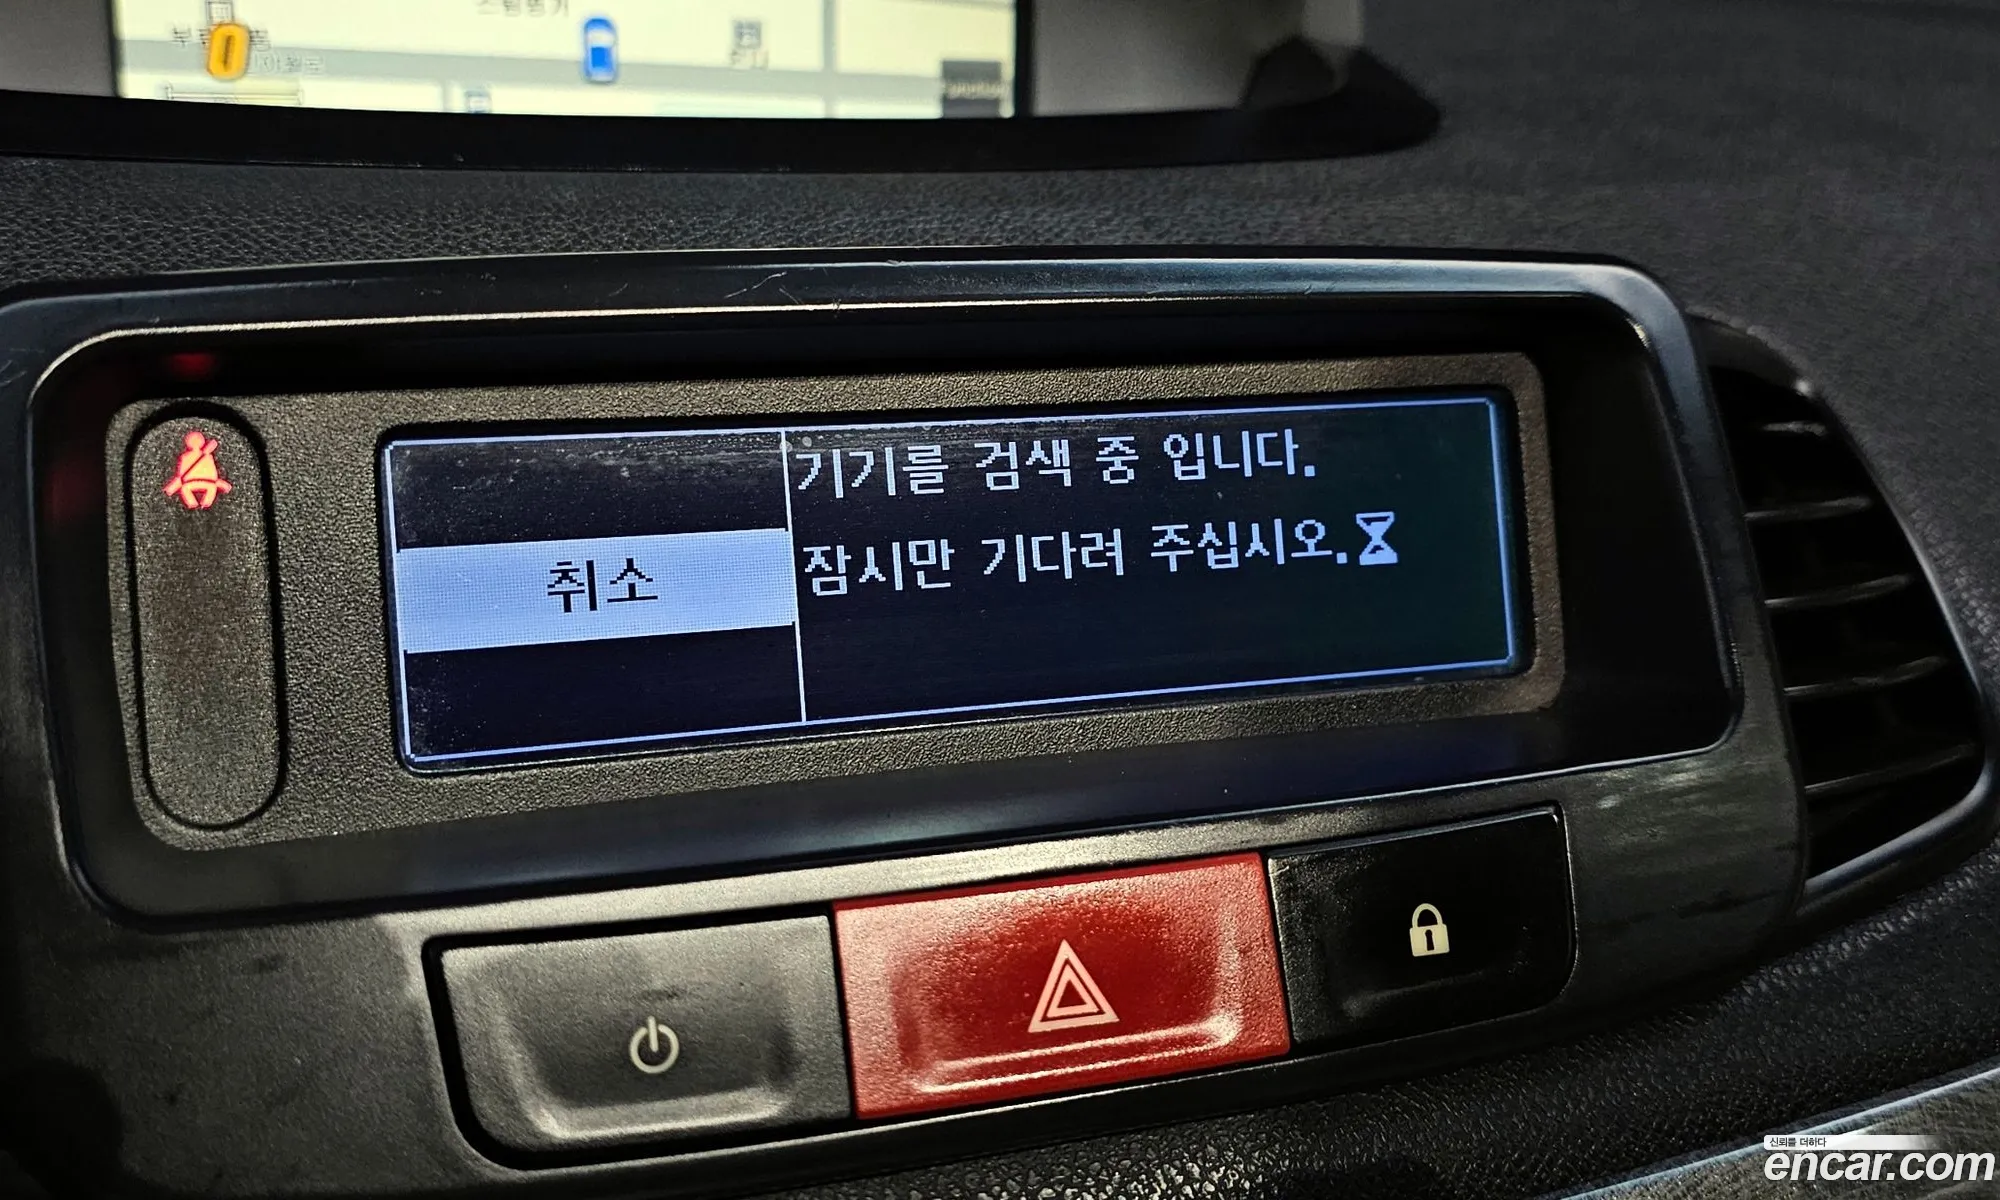 기기를 검색 중 입니다.
취소
잠시만 기다려 주십시오.
신뢰를 더하다
encar.com